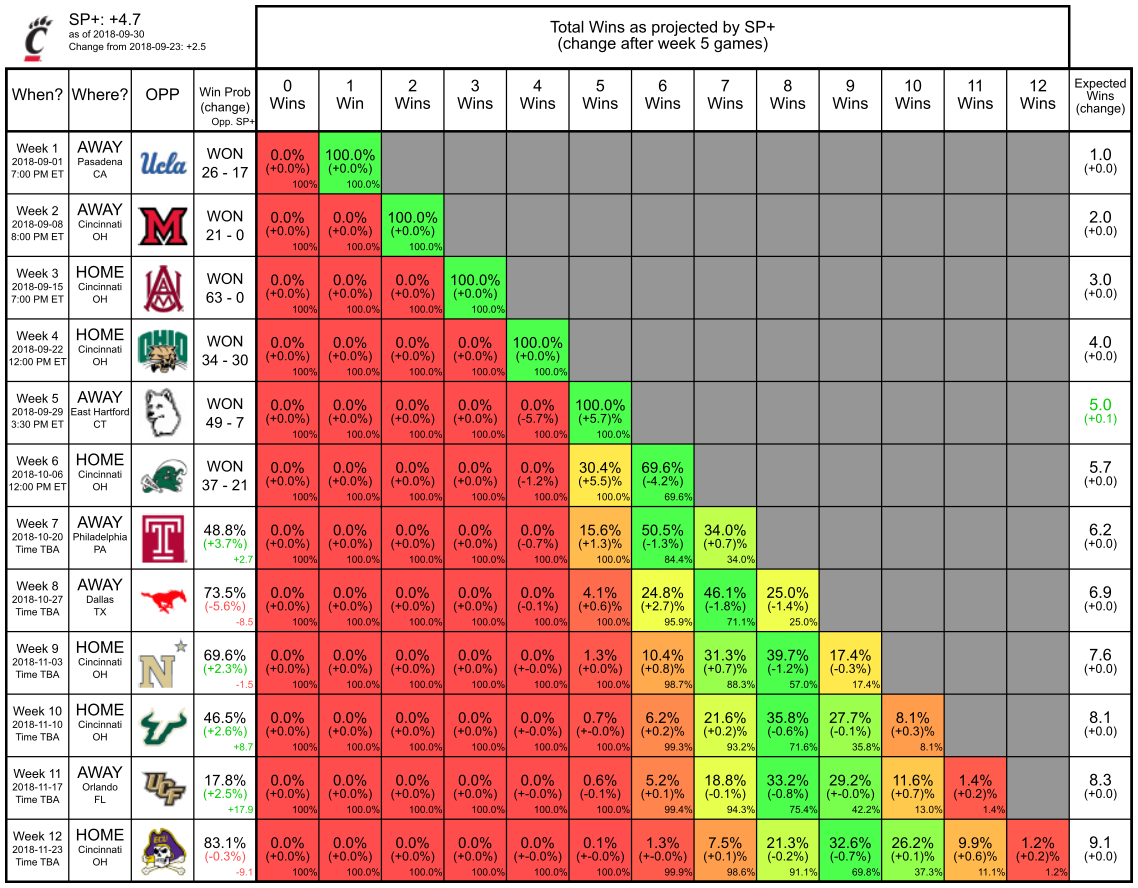 SP+: +4.7
as of 2018-09-30
Change from 2018-09-23: +2.5
Total Wins as projected by SP+
(change after week 5 games)
When? Where? OPP Win Prob (change) Opp. SP+ 0 Wins 1 Win 2 Wins 3 Wins 4 Wins 5 Wins 6 Wins 7 Wins 8 Wins 9 Wins 10 Wins 11 Wins 12 Wins Expected Wins (change)
Week 1 AWAY Ucla WON 0.0% 100.0% 1.0
2018-09-01 Pasadena 26 - 17 (+0.0%) (+0.0%) (+0.0)
7:00 PM ET CA 100% 100.0%
Week 2 AWAY M WON 0.0% 0.0% 100.0% 2.0
2018-09-08 Cincinnati 21 - 0 (+0.0%) (+0.0%) (+0.0%) (+0.0)
8:00 PM ET OH 100% 100.0% 100.0%
Week 3 HOME WON 0.0% 0.0% 0.0% 100.0% 3.0
2018-09-15 Cincinnati 63 - 0 (+0.0%) (+0.0%) (+0.0%) (+0.0%) (+0.0)
7:00 PM ET OH 100% 100.0% 100.0% 100.0%
Week 4 HOME OHIO WON 0.0% 0.0% 0.0% 0.0% 100.0% 4.0
2018-09-22 Cincinnati 34 - 30 (+0.0%) (+0.0%) (+0.0%) (+0.0%) (+0.0%) (+0.0)
12:00 PM ET OH 100% 100.0% 100.0% 100.0% 100.0%
Week 5 AWAY WON 0.0% 0.0% 0.0% 0.0% 0.0% 100.0% 5.0
2018-09-29 East Hartford 49 - 7 (+0.0%) (+0.0%) (+0.0%) (+0.0%) (-5.7%) (+5.7)% (+0.1)
3:30 PM ET CT 100% 100.0% 100.0% 100.0% 100.0% 100.0%
Week 6 HOME WON 0.0% 0.0% 0.0% 0.0% 0.0% 30.4% 69.6% 5.7
2018-10-06 Cincinnati 37 - 21 (+0.0%) (+0.0%) (+0.0%) (+0.0%) (-1.2%) (+5.5)% (-4.2%) (+0.0)
12:00 PM ET OH 100% 100.0% 100.0% 100.0% 100.0% 100.0% 69.6%
Week 7 AWAY T 48.8% 0.0% 0.0% 0.0% 0.0% 0.0% 15.6% 50.5% 34.0% 6.2
2018-10-20 Philadelphia (+3.7%) (+0.0%) (+0.0%) (+0.0%) (+0.0%) (-0.7%) (+1.3%) (-1.3%) (+0.7%) (+0.0)
Time TBA PA +2.7 100% 100.0% 100.0% 100.0% 100.0% 100.0% 84.4% 34.0%
Week 8 AWAY 73.5% 0.0% 0.0% 0.0% 0.0% 0.0% 4.1% 24.8% 46.1% 25.0% 6.9
2018-10-27 Dallas (-5.6%) (+0.0%) (+0.0%) (+0.0%) (+0.0%) (-0.1%) (+0.6%) (+2.7%) (-1.8%) (-1.4%) (+0.0)
Time TBA TX -8.5 100% 100.0% 100.0% 100.0% 100.0% 100.0% 95.9% 71.1% 25.0%
Week 9 HOME N 69.6% 0.0% 0.0% 0.0% 0.0% 0.0% 1.3% 10.4% 31.3% 39.7% 17.4% 7.6
2018-11-03 Cincinnati (+2.3%) (+0.0%) (+0.0%) (+0.0%) (+0.0%) (+-0.0%) (+0.0%) (+0.8%) (+0.7%) (-1.2%) (-0.3%) (+0.0)
Time TBA OH -1.5 100% 100.0% 100.0% 100.0% 100.0% 100.0% 98.7% 88.3% 57.0% 17.4%
Week 10 HOME 46.5% 0.0% 0.0% 0.0% 0.0% 0.0% 0.7% 6.2% 21.6% 35.8% 27.7% 8.1% 8.1
2018-11-10 Cincinnati (+2.6%) (+0.0%) (+0.0%) (+0.0%) (+0.0%) (+-0.0%) (+-0.0%) (+0.2%) (+0.2%) (-0.6%) (-0.1%) (+0.3%) (+0.0)
Time TBA OH +8.7 100% 100.0% 100.0% 100.0% 100.0% 100.0% 99.3% 93.2% 71.6% 35.8% 8.1%
Week 11 AWAY UCF 17.8% 0.0% 0.0% 0.0% 0.0% 0.0% 0.6% 5.2% 18.8% 33.2% 29.2% 11.6% 1.4% 8.3
2018-11-17 Orlando (+2.5%) (+0.0%) (+0.0%) (+0.0%) (+0.0%) (+-0.0%) (-0.1%) (+0.1%) (-0.1%) (-0.8%) (+-0.0%) (+0.7%) (+0.2%) (+0.0)
Time TBA FL +17.9 100% 100.0% 100.0% 100.0% 100.0% 100.0% 99.4% 94.3% 75.4% 42.2% 13.0% 1.4%
Week 12 HOME ECU 83.1% 0.0% 0.0% 0.0% 0.0% 0.0% 0.1% 1.3% 7.5% 21.3% 32.6% 26.2% 9.9% 1.2% 9.1
2018-11-23 Cincinnati (-0.3%) (+0.0%) (+0.0%) (+0.0%) (+0.0%) (+-0.0%) (+-0.0%) (+-0.0%) (+0.1%) (-0.2%) (-0.7%) (+0.1%) (+0.6%) (+0.2)% (+0.0)
Time TBA OH -9.1 100% 100.0% 100.0% 100.0% 100.0% 100.0% 99.9% 98.6% 91.1% 69.8% 37.3% 11.1% 1.2%